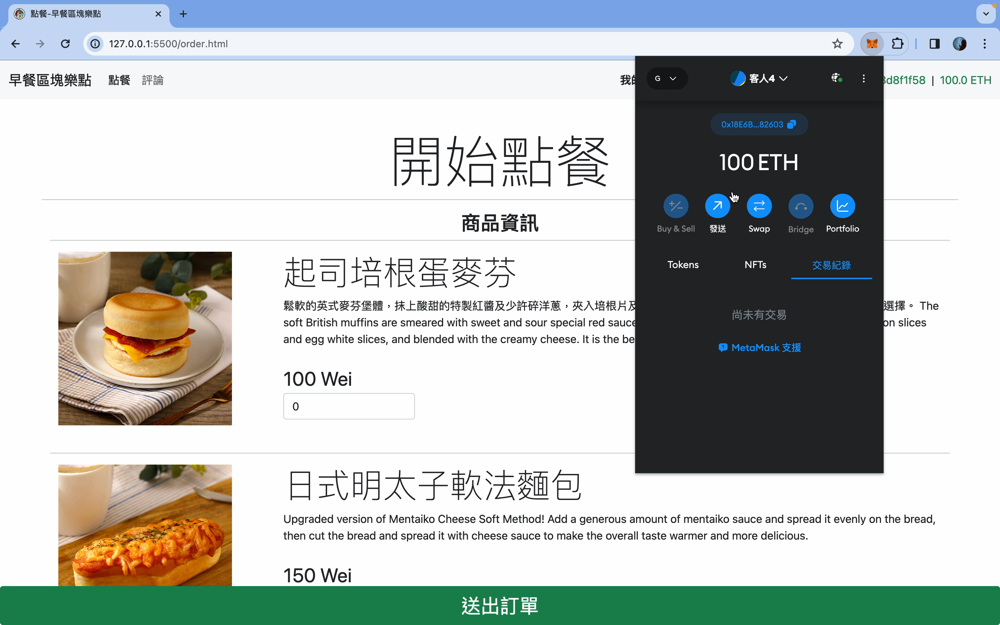 點餐-早餐區塊樂點
127.0.0.1:5500/order.html
早餐區塊樂點 點餐 評論
3d8f1f58 | 100.0 ETH
G 客人4
0x18E6B...82603
100 ETH
Buy & Sell 發送 Swap Bridge Portfolio
Tokens NFTs 交易紀錄
尚未有交易
MetaMask 支援
開始點餐
商品資訊
起司培根蛋麥芬
鬆軟的英式麥芬堡體，抹上酸甜的特製紅醬及少許碎洋蔥，夾入培根片及 選擇。 The
soft British muffins are smeared with sweet and sour special red sauce on slices
and egg white slices, and blended with the creamy cheese. It is the be
100 Wei
0
日式明太子軟法麵包
Upgraded version of Mentaiko Cheese Soft Method! Add a generous amount of mentaiko sauce and spread it evenly on the bread,
then cut the bread and spread it with cheese sauce to make the overall taste warmer and more delicious.
150 Wei
送出訂單